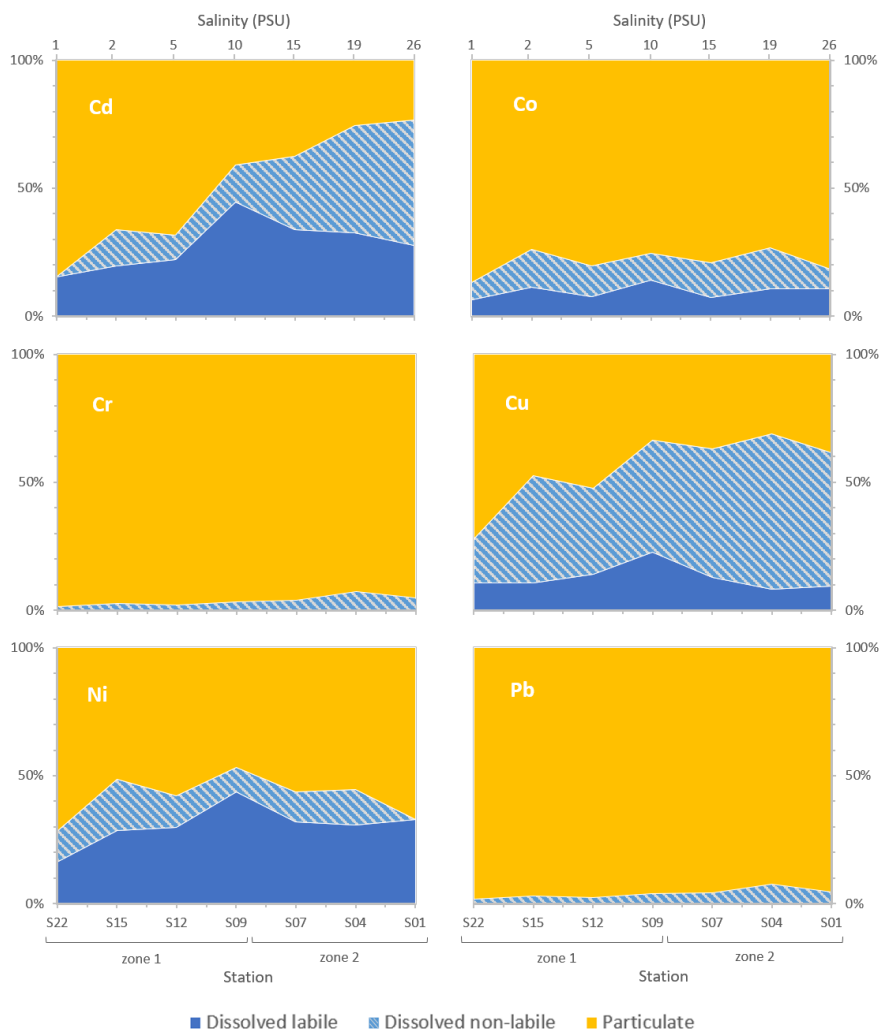 Salinity (PSU) Salinity (PSU)
1 2 5 10 15 19 26 1 2 5 10 15 19 26
100% Cd Co 100%
50% 50%
0% 0%
100% Cr Cu 100%
50% 50%
0% 0%
100% Ni Pb 100%
50% 50%
0% 0%
S22 S15 S12 S09 S07 S04 S01 S22 S15 S12 S09 S07 S04 S01
zone 1 zone 2 zone 1 zone 2
Station Station
Dissolved labile Dissolved non-labile Particulate